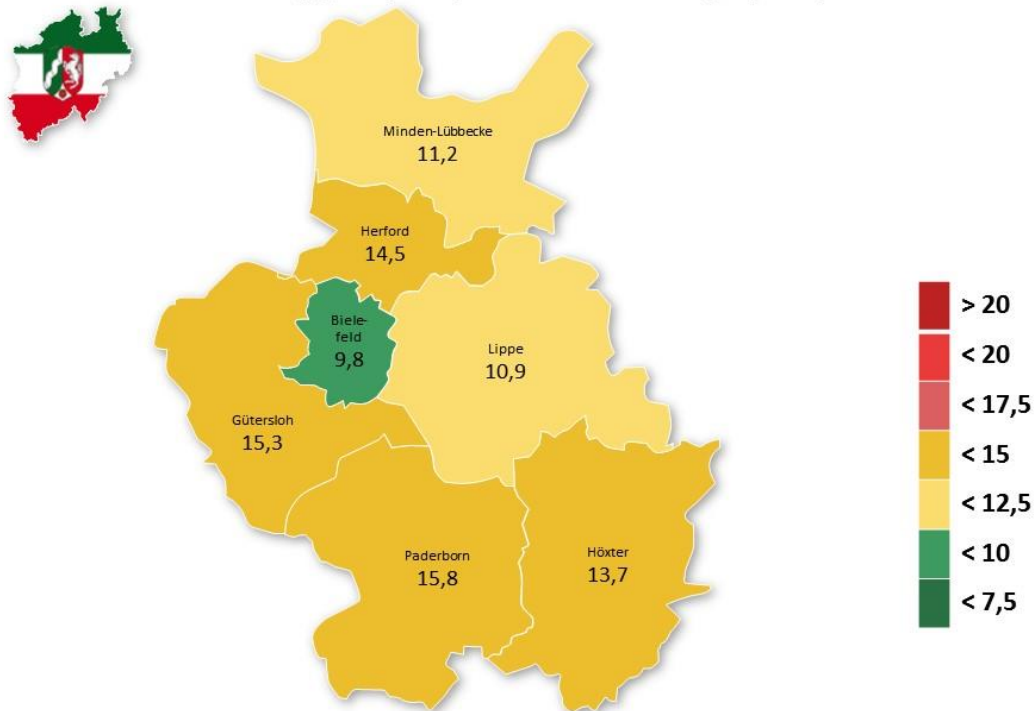 Minden-Lübbecke
11,2
Herford
14,5
Biele-
feld
9,8
Lippe
10,9
Gütersloh
15,3
Paderborn
15,8
Höxter
13,7
> 20
< 20
< 17,5
< 15
< 12,5
< 10
< 7,5